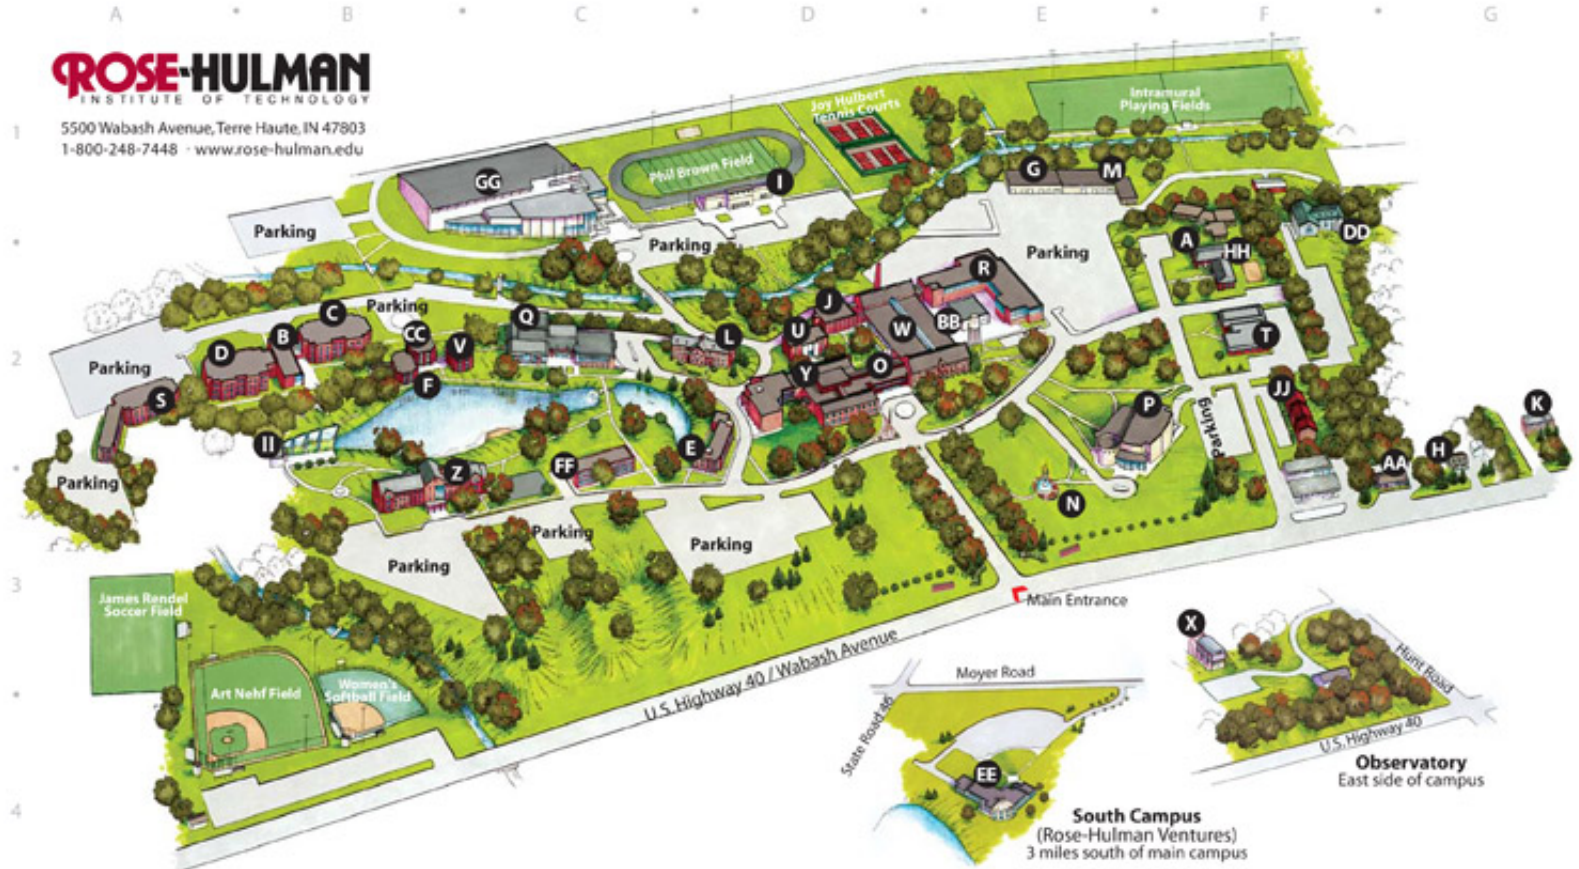 A B C D E F G
ROSE-HULMAN
INSTITUTE OF TECHNOLOGY
5500 Wabash Avenue, Terre Haute, IN 47803
1-800-248-7448 · www.rose-hulman.edu
1
Joy Hulbert
Tennis Courts
Intramural
Playing Fields
Phil Brown Field
GG
I
G
M
Parking
Parking
Parking
A
HH
DD
R
J
Parking
C
B
CC
V
Q
L
U
W
BB
T
2
Parking
D
F
Y
O
S
II
E
P
Parking
JJ
K
Parking
Z
FF
N
AA
H
Parking
Parking
Parking
3
James Rendel
Soccer Field
Main Entrance
Art Nehf Field
Women's
Softball Field
U.S. Highway 40 / Wabash Avenue
Moyer Road
State Road 46
EE
South Campus
(Rose-Hulman Ventures)
3 miles south of main campus
X
Hunt Road
U.S. Highway 40
Observatory
East side of campus
4